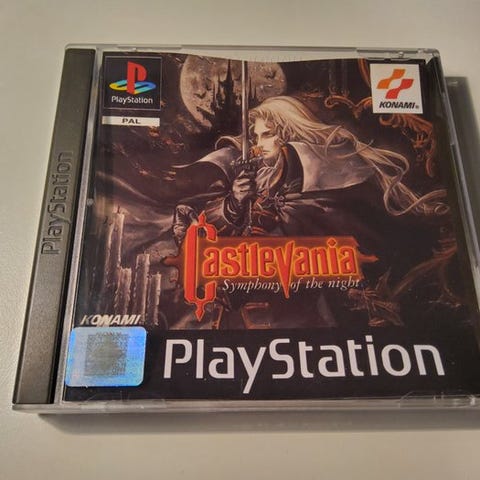 PlayStation
PlayStation
PAL
KONAMI®
Castlevania
Symphony of the night
KONAMI
PlayStation